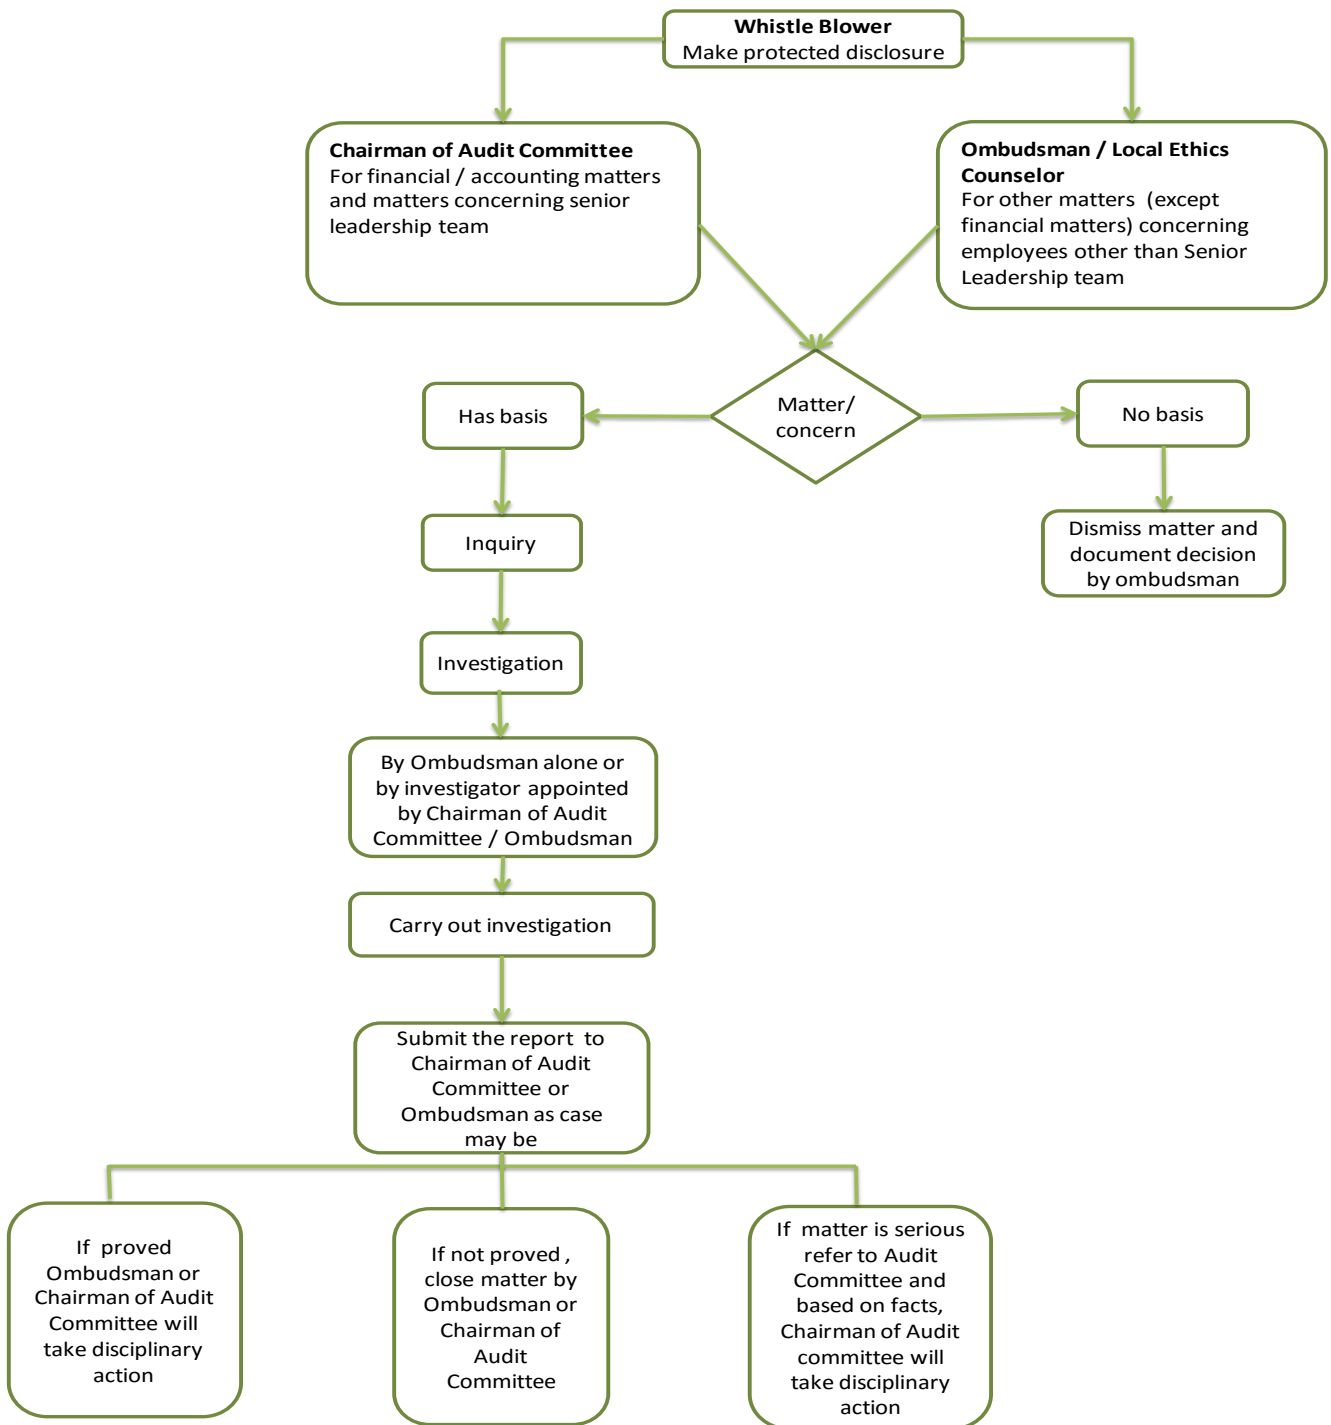 Whistle Blower
Make protected disclosure
Chairman of Audit Committee
For financial / accounting matters
and matters concerning senior
leadership team
Ombudsman / Local Ethics
Counselor
For other matters (except
financial matters) concerning
employees other than Senior
Leadership team
Matter/
concern
Has basis
No basis
Inquiry
Dismiss matter and
document decision
by ombudsman
Investigation
By Ombudsman alone or
by investigator appointed
by Chairman of Audit
Committee / Ombudsman
Carry out investigation
Submit the report to
Chairman of Audit
Committee or
Ombudsman as case
may be
If proved
Ombudsman or
Chairman of Audit
Committee will
take disciplinary
action
If not proved ,
close matter by
Ombudsman or
Chairman of
Audit
Committee
If matter is serious
refer to Audit
Committee and
based on facts,
Chairman of Audit
committee will
take disciplinary
action